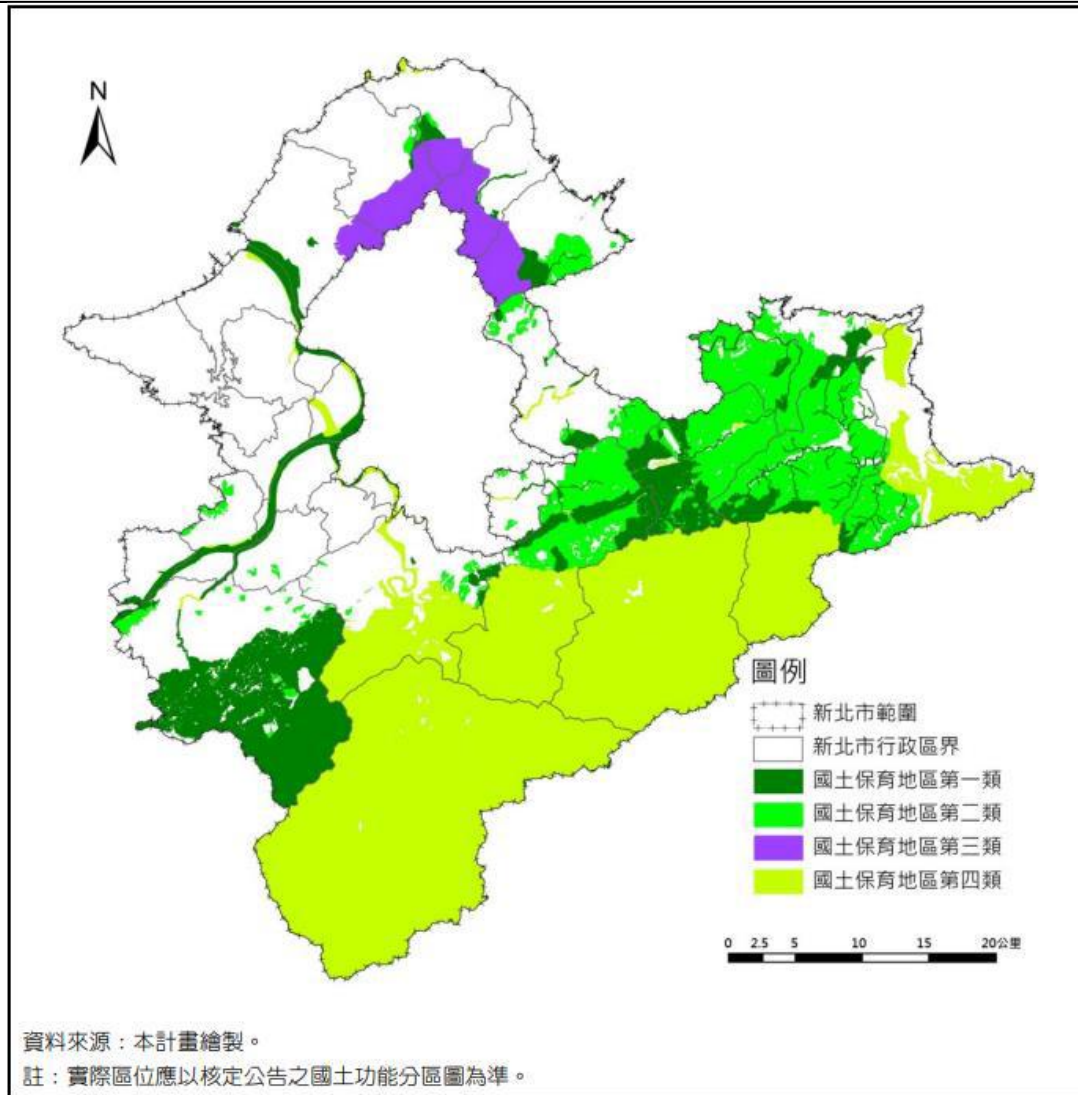 N
圖例
新北市範圍
新北市行政區界
國土保育地區第一類
國土保育地區第二類
國土保育地區第三類
國土保育地區第四類
0 2.5 5 10 15 20公里
資料來源：本計畫繪製。
註：實際區位應以核定公告之國土功能分區圖為準。